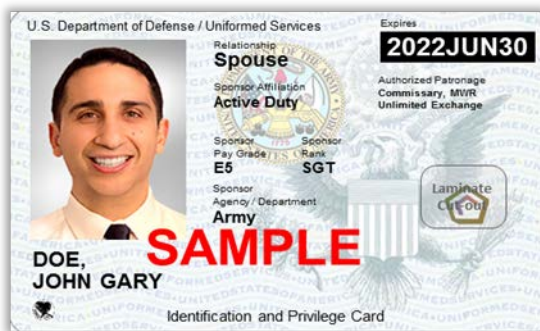 U.S. Department of Defense / Uniformed Services
Expires
2022JUN30
Relationship
Spouse
Sponsor Affiliation
Active Duty
Authorized Patronage
Commissary, MWR
Unlimited Exchange
Sponsor Sponsor
Pay Grade Rank
E5 SGT
Sponsor
Agency / Department
Army
Laminate
Cut-out
SAMPLE
DOE,
JOHN GARY
Identification and Privilege Card